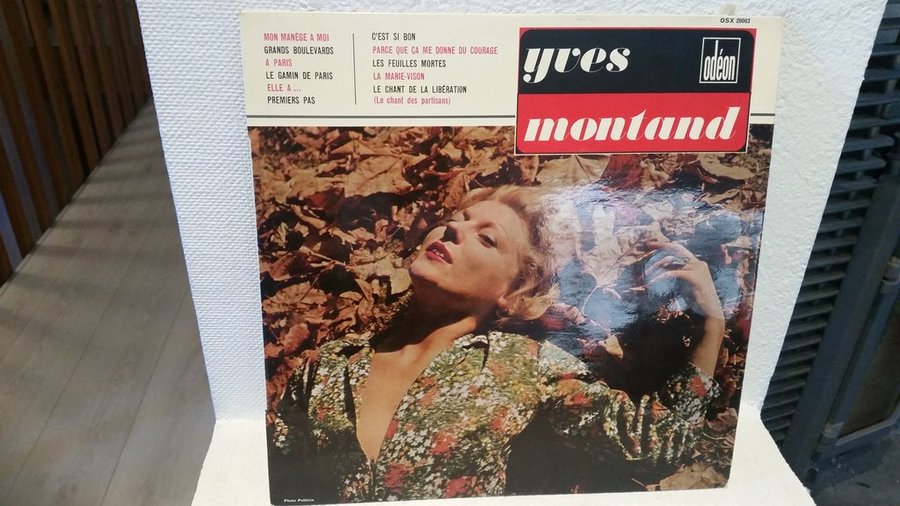 OSX 20003
MON MANÈGE A MOI
GRANDS BOULEVARDS
A PARIS
LE GAMIN DE PARIS
ELLE A ...
PREMIERS PAS
C'EST SI BON
PARCE QUE ÇA ME DONNE DU COURAGE
LES FEUILLES MORTES
LA MARIE-VISON
LE CHANT DE LA LIBÉRATION
(Le chant des partisans)
yves
odéon
montand